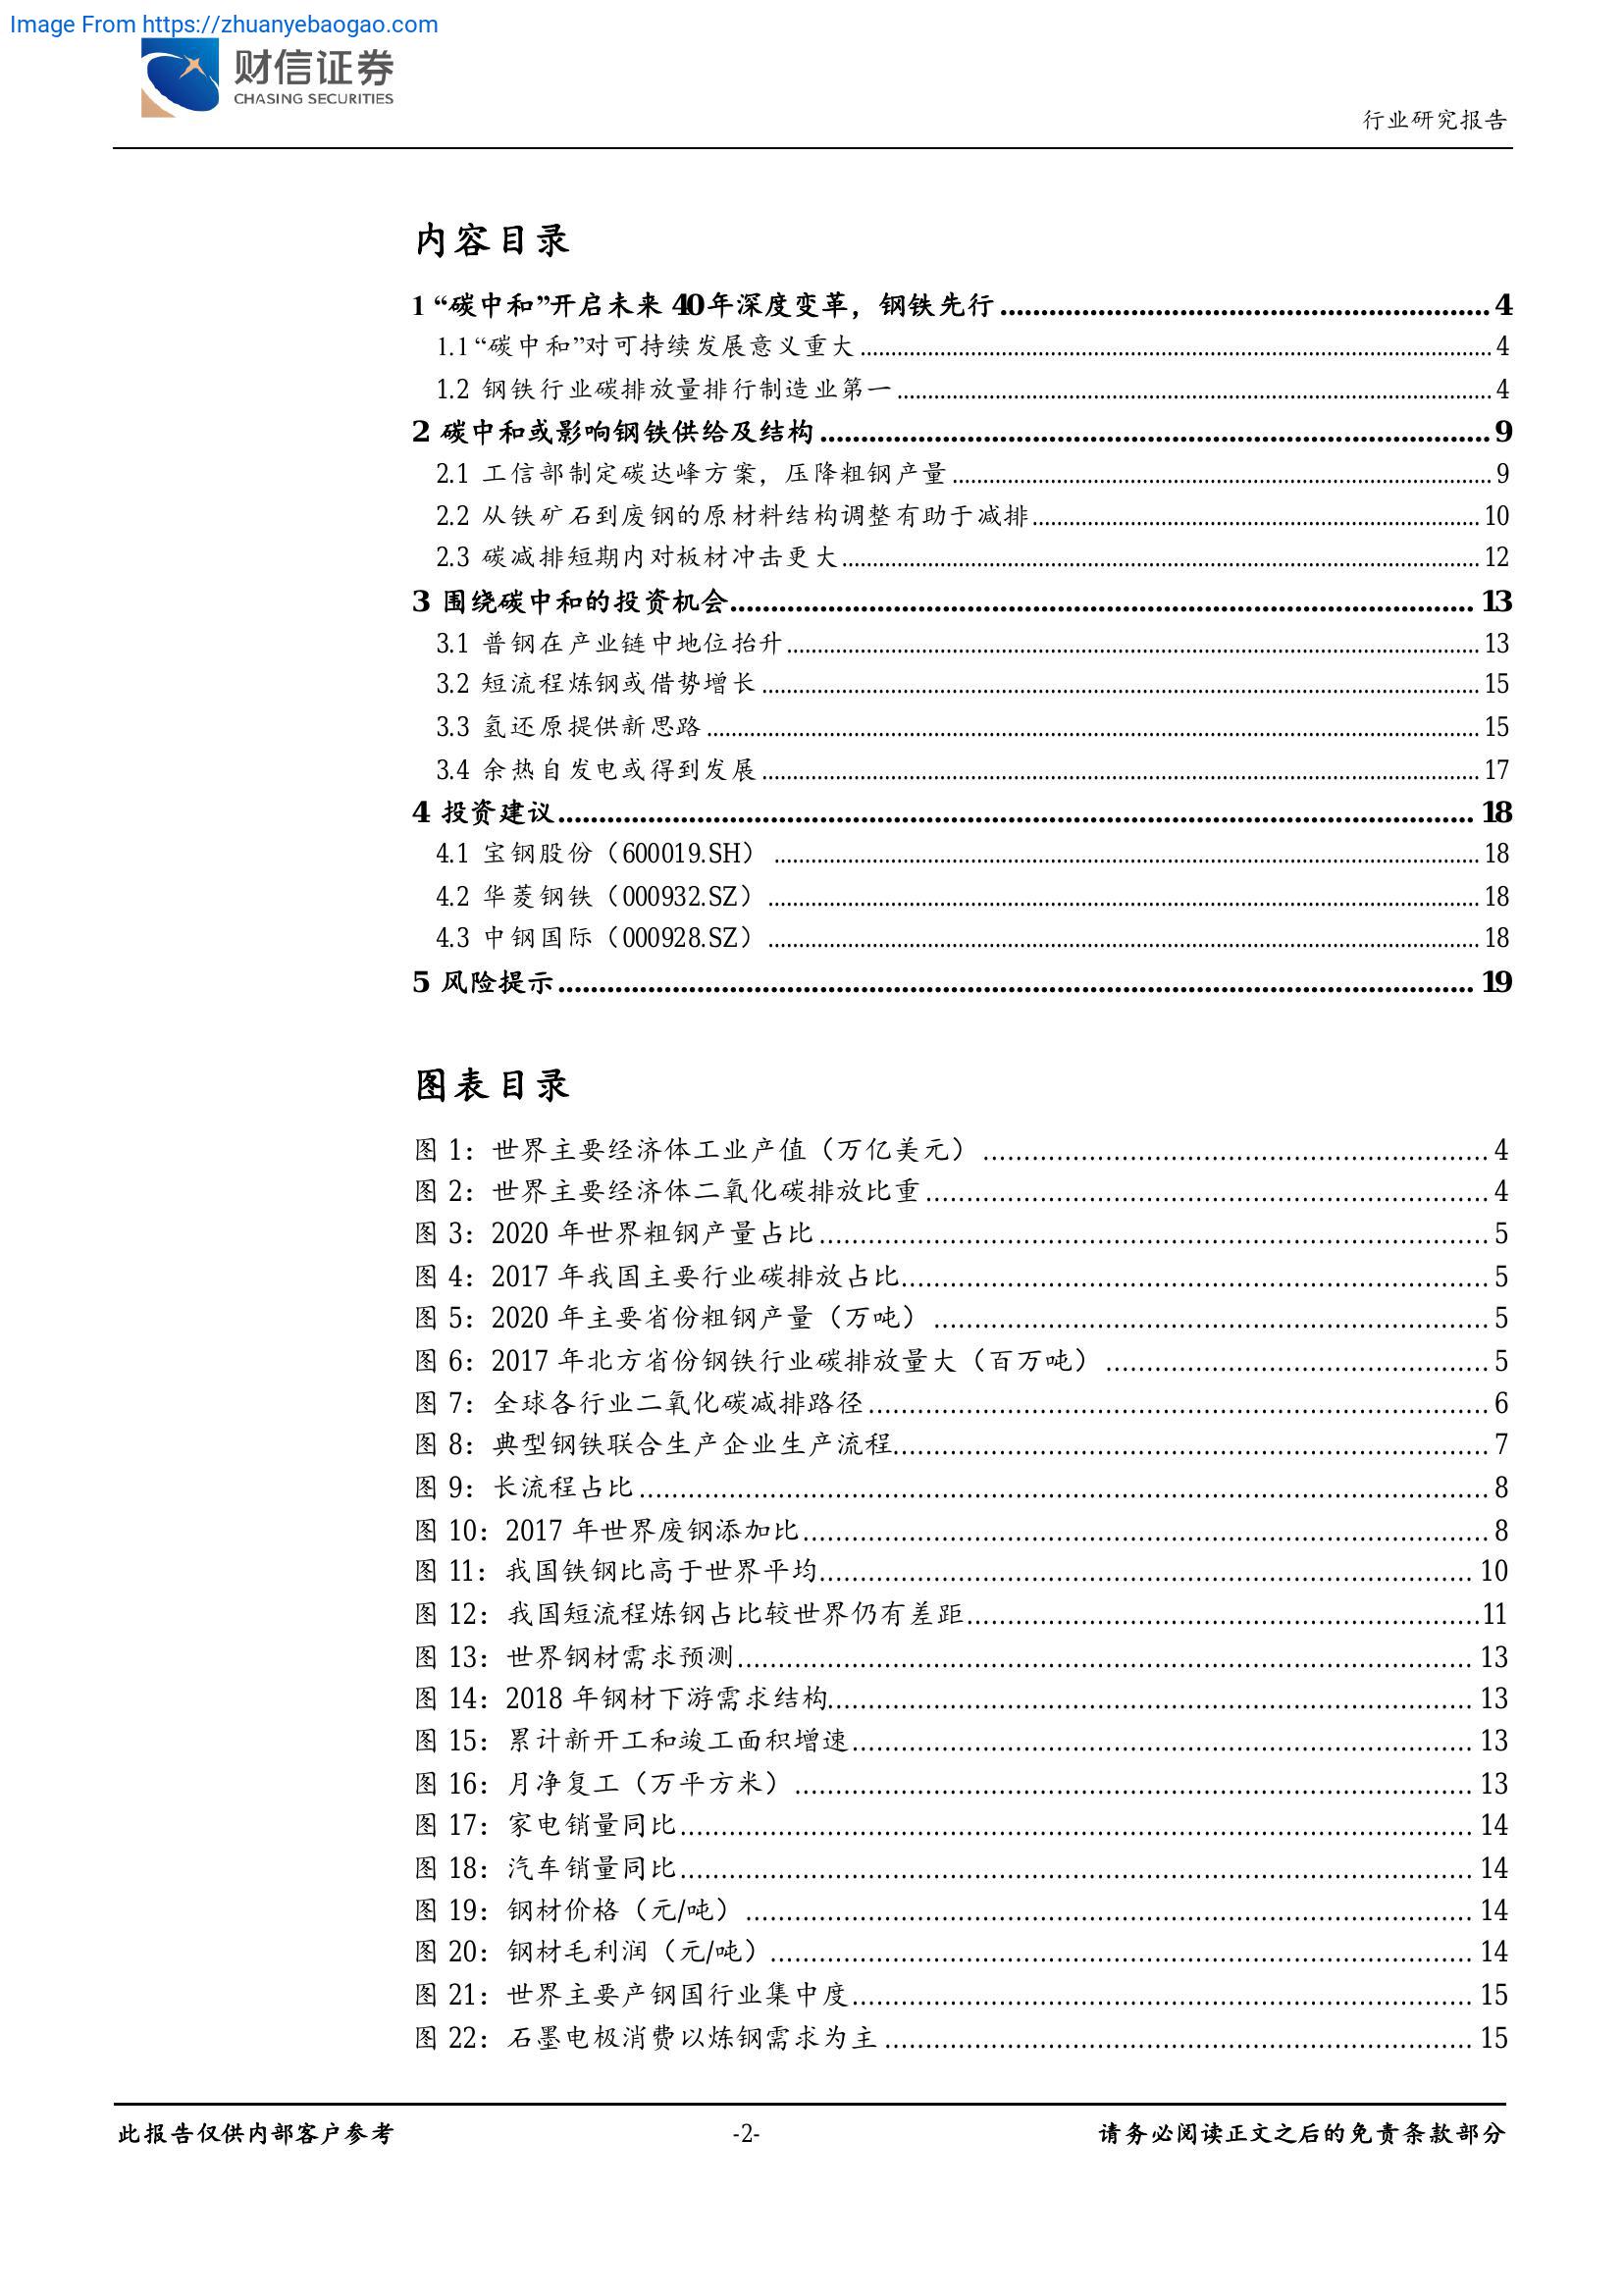 Image From https://zhuanyebaogao.com
财信证券
CHASING SECURITIES
行业研究报告
内容目录
1 “碳中和”开启未来 40 年深度变革，钢铁先行 4
1.1 “碳中和”对可持续发展意义重大 4
1.2 钢铁行业碳排放量排行制造业第一 4
2 碳中和或影响钢铁供给及结构 9
2.1 工信部制定碳达峰方案，压降粗钢产量 9
2.2 从铁矿石到废钢的原材料结构调整有助于减排 10
2.3 碳减排短期内对板材冲击更大 12
3 围绕碳中和的投资机会 13
3.1 普钢在产业链中地位抬升 13
3.2 短流程炼钢或借势增长 15
3.3 氢还原提供新思路 15
3.4 余热自发电或得到发展 17
4 投资建议 18
4.1 宝钢股份（600019.SH） 18
4.2 华菱钢铁（000932.SZ） 18
4.3 中钢国际（000928.SZ） 18
5 风险提示 19
图表目录
图 1：世界主要经济体工业产值（万亿美元） 4
图 2：世界主要经济体二氧化碳排放比重 4
图 3：2020 年世界粗钢产量占比 5
图 4：2017 年我国主要行业碳排放占比 5
图 5：2020 年主要省份粗钢产量（万吨） 5
图 6：2017 年北方省份钢铁行业碳排放量大（百万吨） 5
图 7：全球各行业二氧化碳减排路径 6
图 8：典型钢铁联合生产企业生产流程 7
图 9：长流程占比 8
图 10：2017 年世界废钢添加比 8
图 11：我国铁钢比高于世界平均 10
图 12：我国短流程炼钢占比较世界仍有差距 11
图 13：世界钢材需求预测 13
图 14：2018 年钢材下游需求结构 13
图 15：累计新开工和竣工面积增速 13
图 16：月净复工（万平方米） 13
图 17：家电销量同比 14
图 18：汽车销量同比 14
图 19：钢材价格（元/吨） 14
图 20：钢材毛利润（元/吨） 14
图 21：世界主要产钢国行业集中度 15
图 22：石墨电极消费以炼钢需求为主 15
此报告仅供内部客户参考
-2-
请务必阅读正文之后的免责条款部分